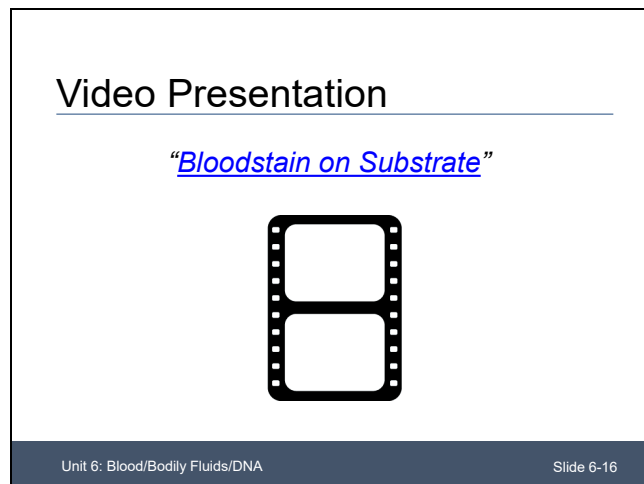 Video Presentation
“Bloodstain on Substrate”
Unit 6: Blood/Bodily Fluids/DNA
Slide 6-16